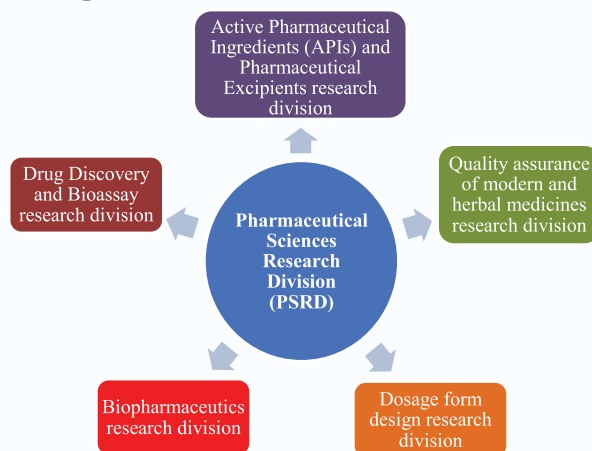 Active Pharmaceutical
Ingredients (APIs) and
Pharmaceutical
Excipients research
division
Drug Discovery
and Bioassay
research division
Quality assurance
of modern and
herbal medicines
research division
Pharmaceutical
Sciences
Research
Division
(PSRD)
Biopharmaceutics
research division
Dosage form
design research
division